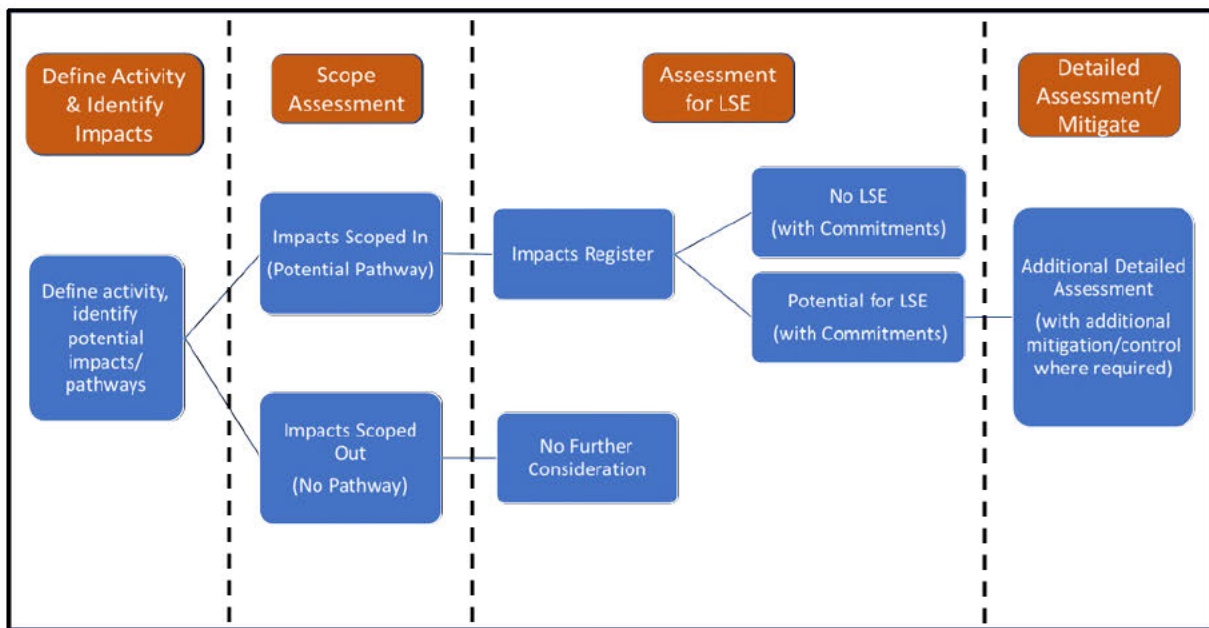 Define Activity
& Identify
Impacts
Scope
Assessment
Assessment
for LSE
Detailed
Assessment/
Mitigate
Define activity,
identify
potential
impacts/
pathways
Impacts Scoped In
(Potential Pathway)
Impacts Scoped
Out
(No Pathway)
Impacts Register
No Further
Consideration
No LSE
(with Commitments)
Potential for LSE
(with Commitments)
Additional Detailed
Assessment
(with additional
mitigation/control
where required)